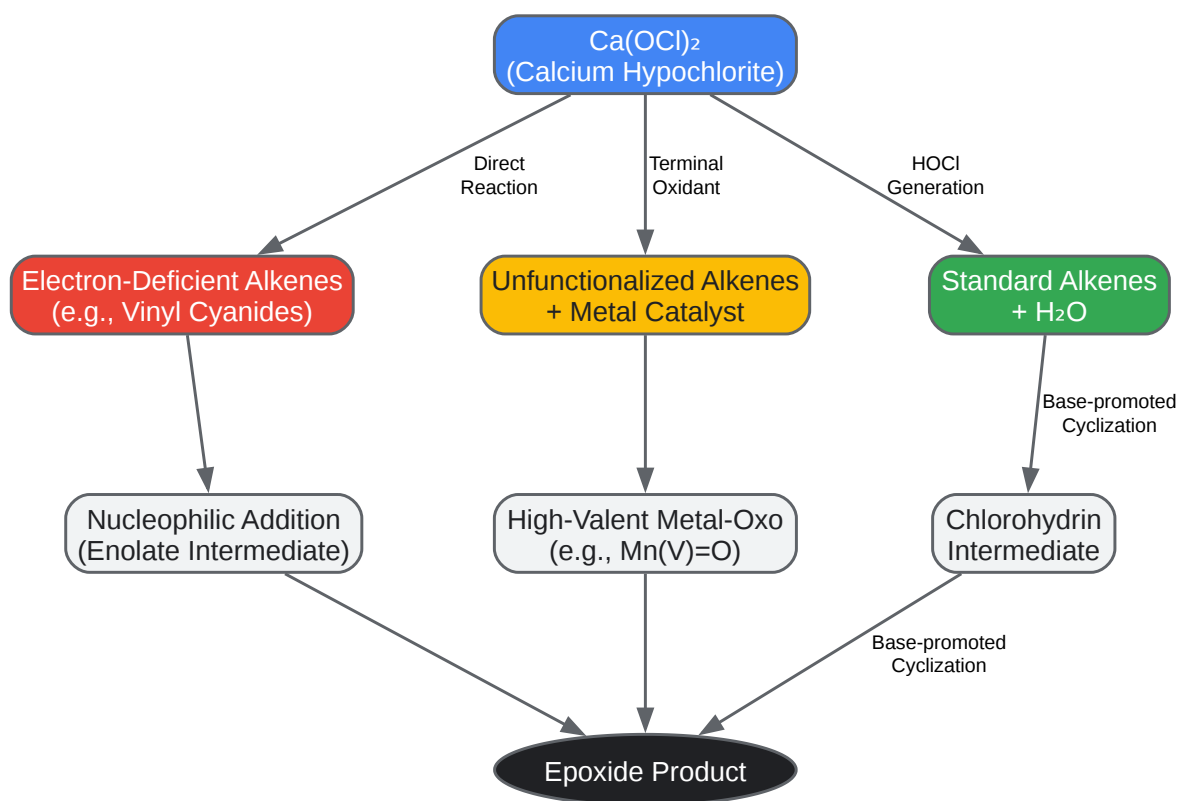 Ca(OCl)₂
(Calcium Hypochlorite)
Direct
Reaction
Terminal
Oxidant
HOCl
Generation
Electron-Deficient Alkenes
(e.g., Vinyl Cyanides)
Unfunctionalized Alkenes
+ Metal Catalyst
Standard Alkenes
+ H₂O
Base-promoted
Cyclization
Nucleophilic Addition
(Enolate Intermediate)
High-Valent Metal-Oxo
(e.g., Mn(V)=O)
Chlorohydrin
Intermediate
Base-promoted
Cyclization
Epoxide Product